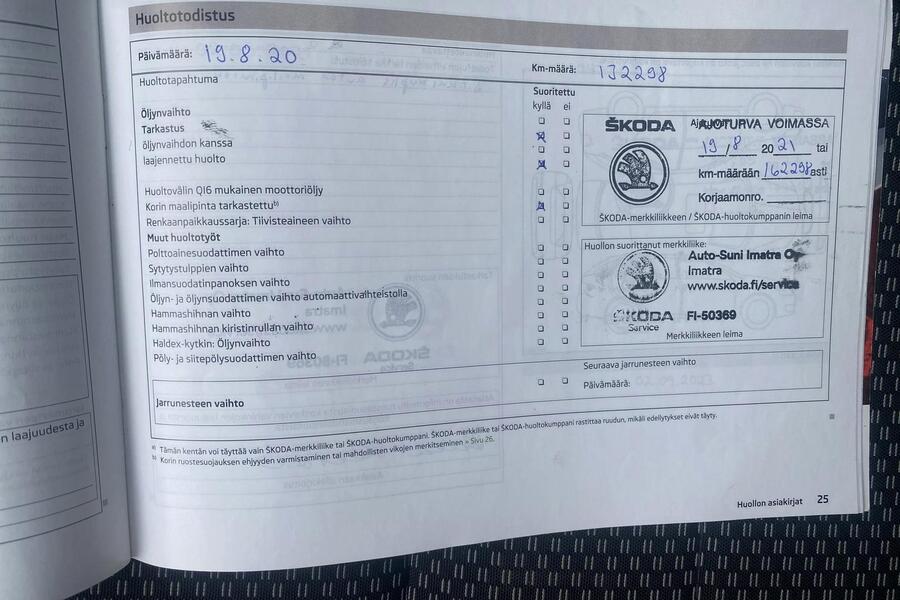 Huoltotodistus
Päivämäärä: 19.8.20
Km-määrä: 132298
Huoltotapahtuma
Suoritettu
kyllä ei
Öljynvaihto
Tarkastus
öljynvaihdon kanssa
laajennettu huolto
Huoltovälin QI6 mukainen moottoriöljy
Korin maalipinta tarkastettu b)
Renkaanpaikkaussarja: Tiivisteaineen vaihto
Muut huoltotyöt
Polttoainesuodattimen vaihto
Sytytystulppien vaihto
Ilmansuodatinpanoksen vaihto
Öljyn- ja öljynsuodattimen vaihto automaattivaihteistolla
Hammashihnan vaihto
Hammashihnan kiristinrullan vaihto
Haldex-kytkin: Öljynvaihto
Pöly- ja siitepölysuodattimen vaihto
Jarrunesteen vaihto
ŠKODA
AJOTURVA VOIMASSA
19/8 2021 tai
km-määrään 162298 asti
Korjaamonro.
ŠKODA-merkkiliikkeen / ŠKODA-huoltokumppanin leima
Huollon suorittanut merkkiliike:
Auto-Suni Imatra Oy
Imatra
www.skoda.fi/service
ŠKODA FI-50369
Service
Merkkiliikkeen leima
Seuraava jarrunesteen vaihto
Päivämäärä:
a) Tämän kentän voi täyttää vain ŠKODA-merkkiliike tai ŠKODA-huoltokumppani. ŠKODA-merkkiliike tai ŠKODA-huoltokumppani rastittaa ruudun, mikäli edellytykset eivät täyty.
b) Korin ruostesuojauksen ehjyyden varmistaminen tai mahdollisten vikojen merkitseminen » Sivu 26.
Huollon asiakirjat 25
n laajuudesta ja